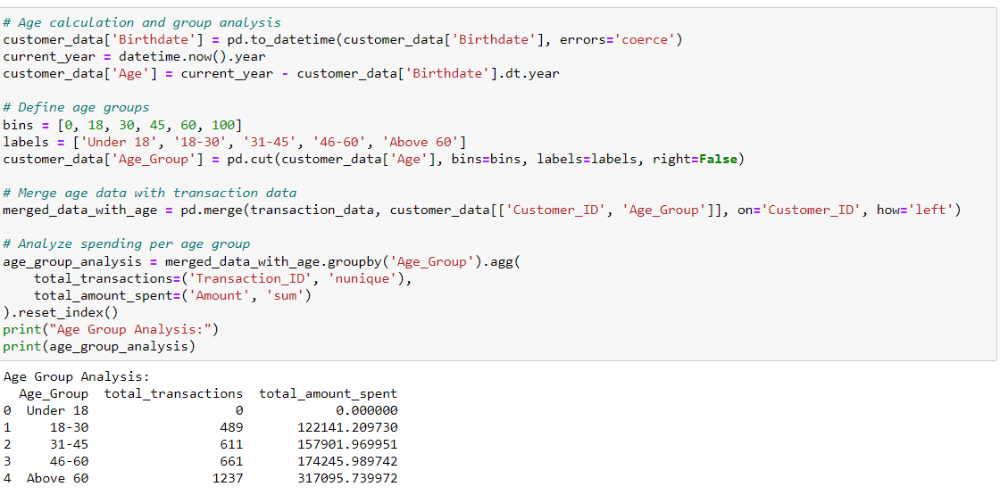 # Age calculation and group analysis
customer_data['Birthdate'] = pd.to_datetime(customer_data['Birthdate'], errors='coerce')
current_year = datetime.now().year
customer_data['Age'] = current_year - customer_data['Birthdate'].dt.year
# Define age groups
bins = [0, 18, 30, 45, 60, 100]
labels = ['Under 18', '18-30', '31-45', '46-60', 'Above 60']
customer_data['Age_Group'] = pd.cut(customer_data['Age'], bins=bins, labels=labels, right=False)
# Merge age data with transaction data
merged_data_with_age = pd.merge(transaction_data, customer_data[['Customer_ID', 'Age_Group']], on='Customer_ID', how='left')
# Analyze spending per age group
age_group_analysis = merged_data_with_age.groupby('Age_Group').agg(
    total_transactions=('Transaction_ID', 'nunique'),
    total_amount_spent=('Amount', 'sum')
).reset_index()
print("Age Group Analysis:")
print(age_group_analysis)
Age Group Analysis:
  Age_Group  total_transactions  total_amount_spent
0  Under 18                   0            0.000000
1     18-30                 489       122141.209730
2     31-45                 611       157901.969951
3     46-60                 661       174245.989742
4  Above 60                1237       317095.739972